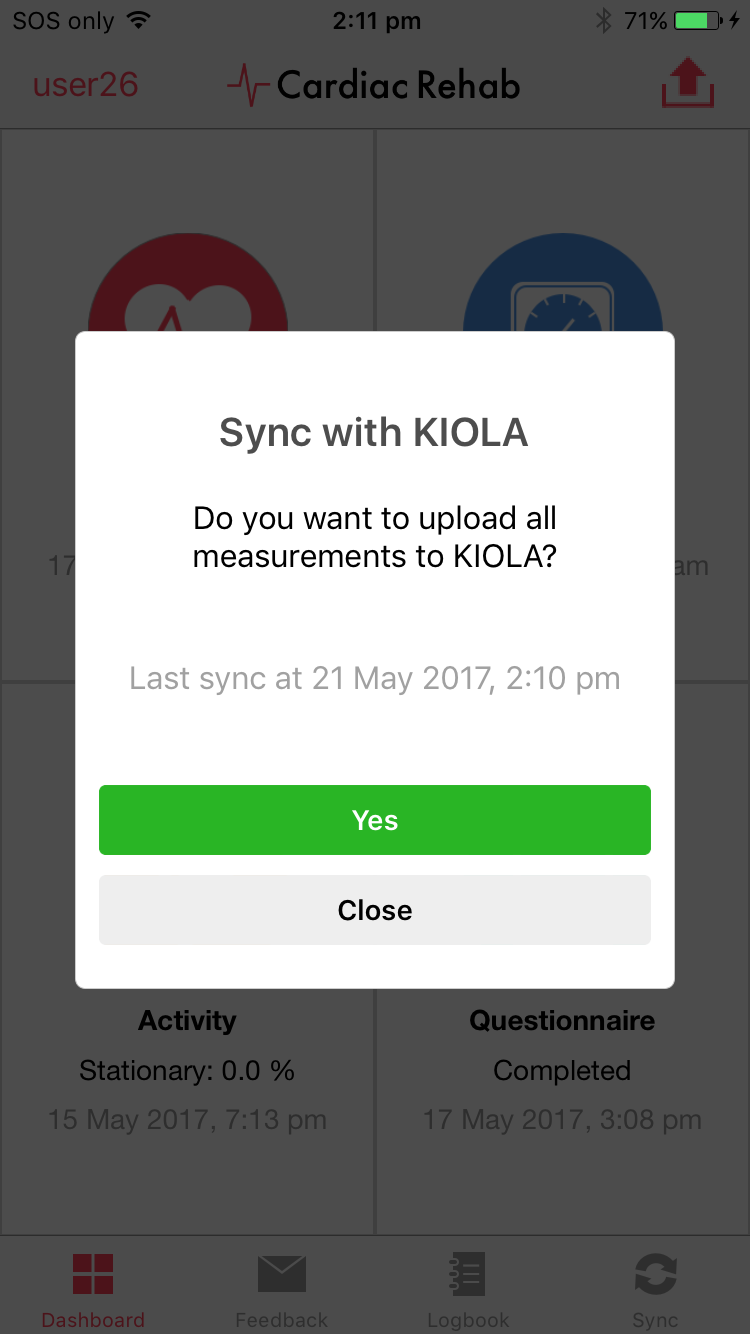 SOS only 2:11 pm 71%
user26 Cardiac Rehab
Sync with KIOLA
Do you want to upload all
measurements to KIOLA?
17 am
Last sync at 21 May 2017, 2:10 pm
Yes
Close
Activity Questionnaire
Stationary: 0.0 % Completed
15 May 2017, 7:13 pm 17 May 2017, 3:08 pm
Dashboard Feedback Logbook Sync